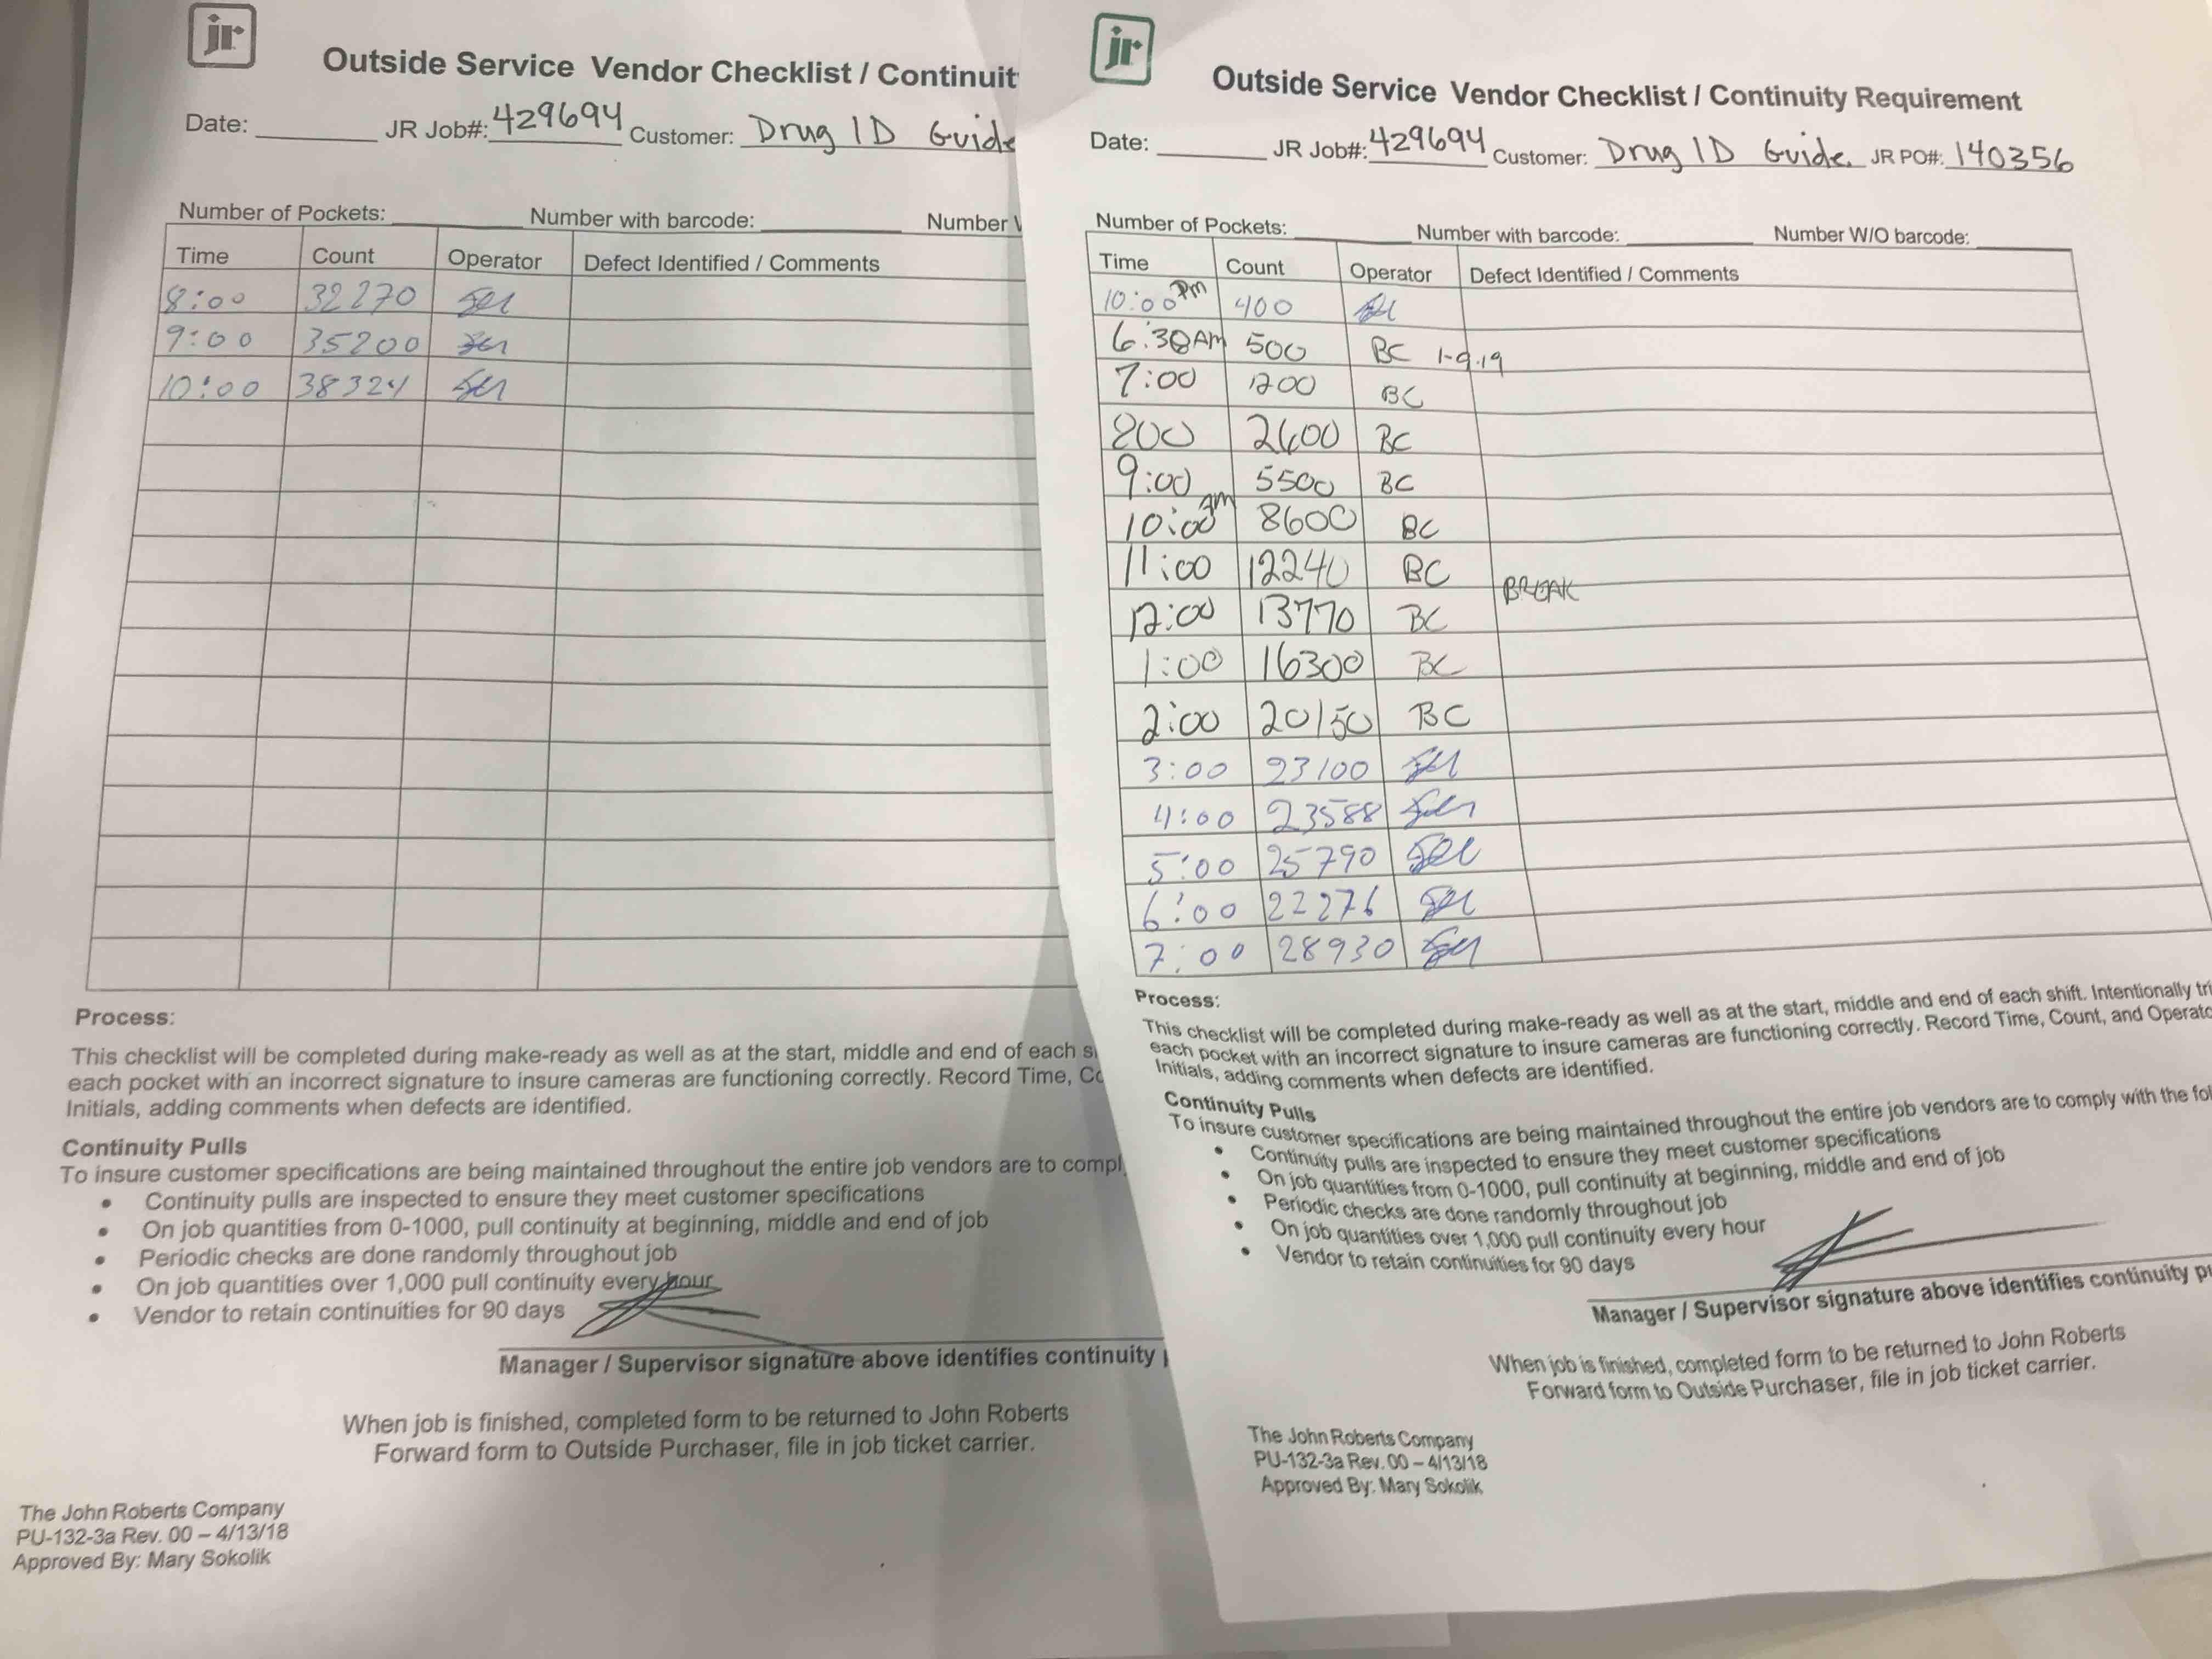 jr
Outside Service Vendor Checklist / Continuit
Date: JR Job#: 429694 Customer: Drug ID Guide
Number of Pockets: Number with barcode: Number
Time Count Operator Defect Identified / Comments
8:00 32270
9:00 35200
10:00 38324
Process:
This checklist will be completed during make-ready as well as at the start, middle and end of each s
each pocket with an incorrect signature to insure cameras are functioning correctly. Record Time, Co
Initials, adding comments when defects are identified.
Continuity Pulls
To insure customer specifications are being maintained throughout the entire job vendors are to compl
• Continuity pulls are inspected to ensure they meet customer specifications
• On job quantities from 0-1000, pull continuity at beginning, middle and end of job
• Periodic checks are done randomly throughout job
• On job quantities over 1,000 pull continuity every hour
• Vendor to retain continuities for 90 days
Manager / Supervisor signature above identifies continuity
When job is finished, completed form to be returned to John Roberts
Forward form to Outside Purchaser, file in job ticket carrier.
The John Roberts Company
PU-132-3a Rev. 00 – 4/13/18
Approved By: Mary Sokolik
jr
Outside Service Vendor Checklist / Continuity Requirement
Date: JR Job#: 429694 Customer: Drug ID Guide JR PO#: 140356
Number of Pockets: Number with barcode: Number W/O barcode:
Time Count Operator Defect Identified / Comments
10:00 Pm 400
6:30 AM 500 BC 1-9-19
7:00 1200 BC
800 2600 BC
9:00 5500 BC
10:00 am 8600 BC
11:00 12240 BC
BREAK
12:00 13770 BC
1:00 16300 BC
2:00 20150 BC
3:00 23100
4:00 23588
5:00 25790
6:00 22276
7:00 28930
Process:
This checklist will be completed during make-ready as well as at the start, middle and end of each shift. Intentionally tri
each pocket with an incorrect signature to insure cameras are functioning correctly. Record Time, Count, and Operato
Initials, adding comments when defects are identified.
Continuity Pulls
To insure customer specifications are being maintained throughout the entire job vendors are to comply with the fol
• Continuity pulls are inspected to ensure they meet customer specifications
• On job quantities from 0-1000, pull continuity at beginning, middle and end of job
• Periodic checks are done randomly throughout job
• On job quantities over 1,000 pull continuity every hour
• Vendor to retain continuities for 90 days
Manager / Supervisor signature above identifies continuity pu
When job is finished, completed form to be returned to John Roberts
Forward form to Outside Purchaser, file in job ticket carrier.
The John Roberts Company
PU-132-3a Rev. 00 – 4/13/18
Approved By: Mary Sokolik